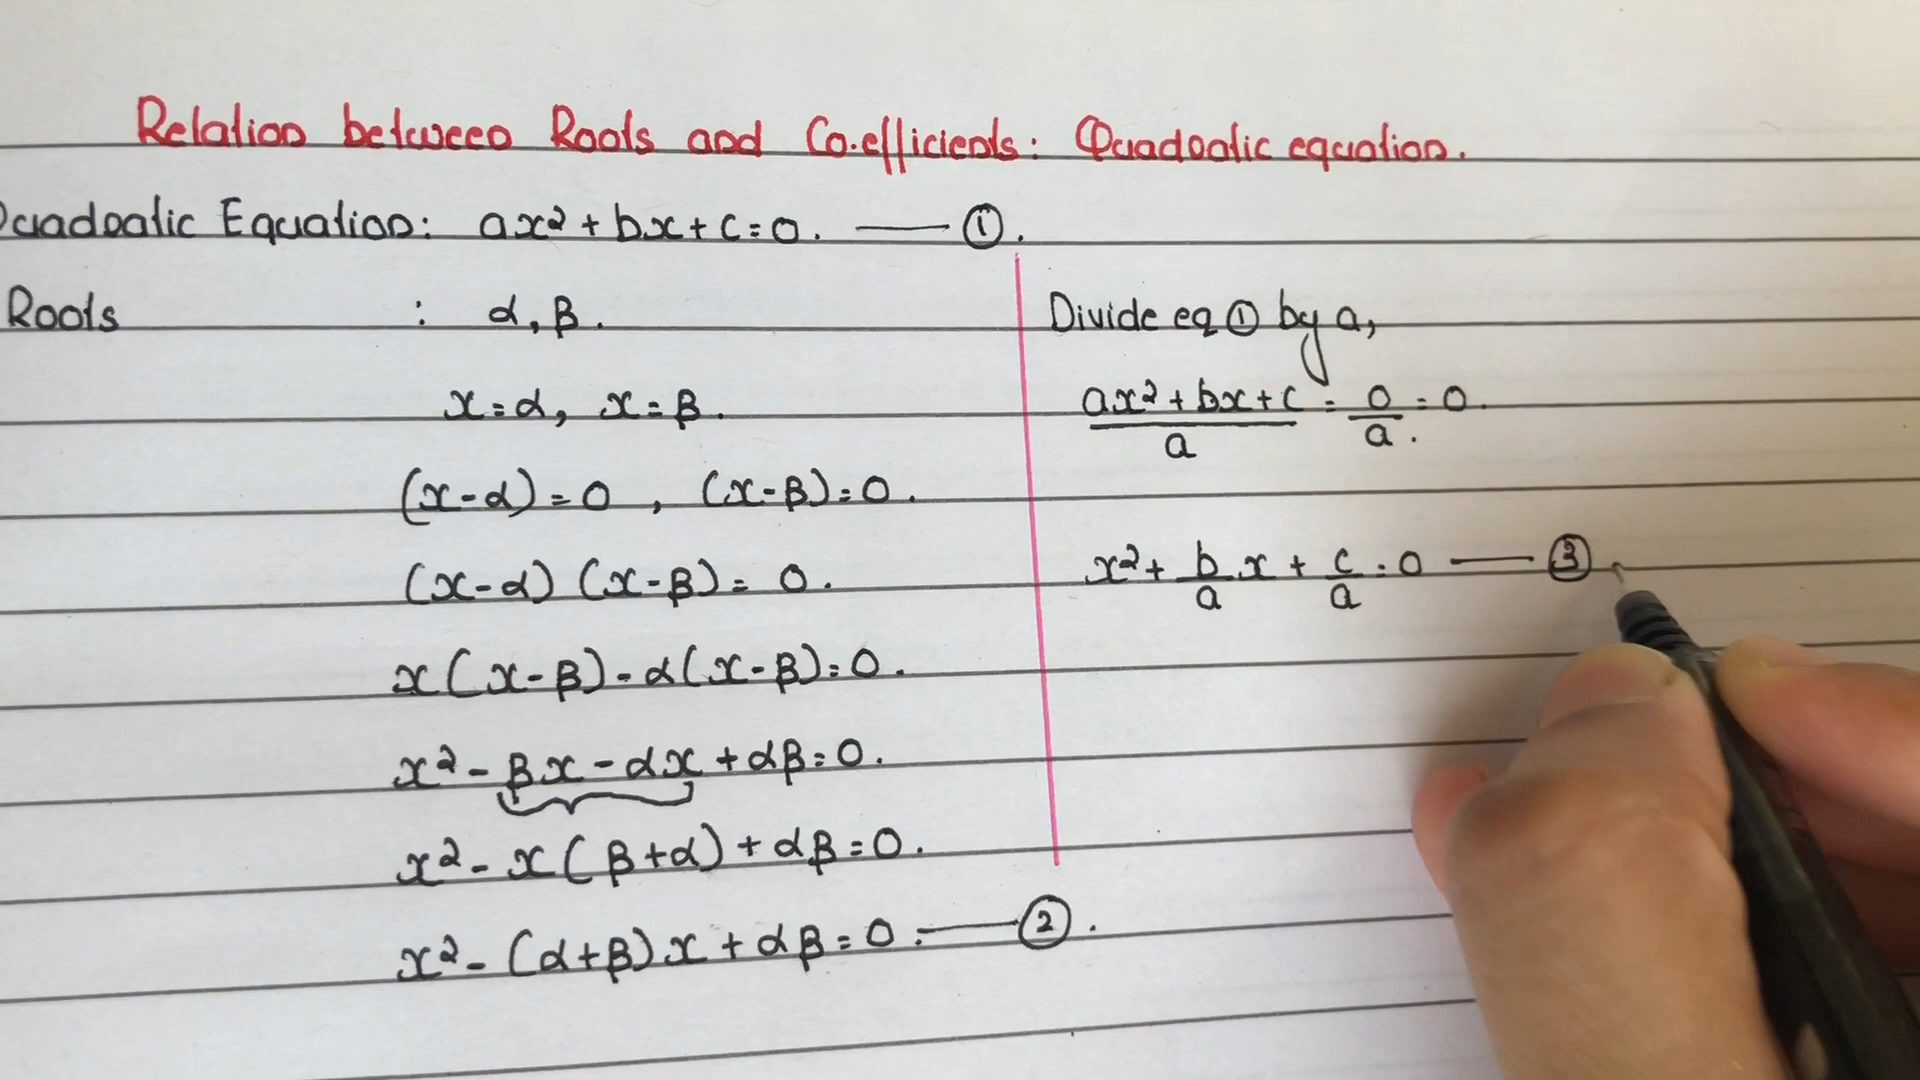 Relation between Roots and Co.efficients: Quadratic equation.
Quadratic Equation: ax² + bx + c = 0. —— ①.
Roots : α, β.
x = α, x = β.
(x - α) = 0 , (x - β) = 0.
(x - α) (x - β) = 0.
x (x - β) - α (x - β) = 0.
x² - βx - αx + αβ = 0.
x² - x (β + α) + αβ = 0.
x² - (α + β) x + αβ = 0. —— ②.
Divide eq ① by a,
(ax² + bx + c)/a = 0/a. = 0.
x² + b/a x + c/a = 0 —— ③